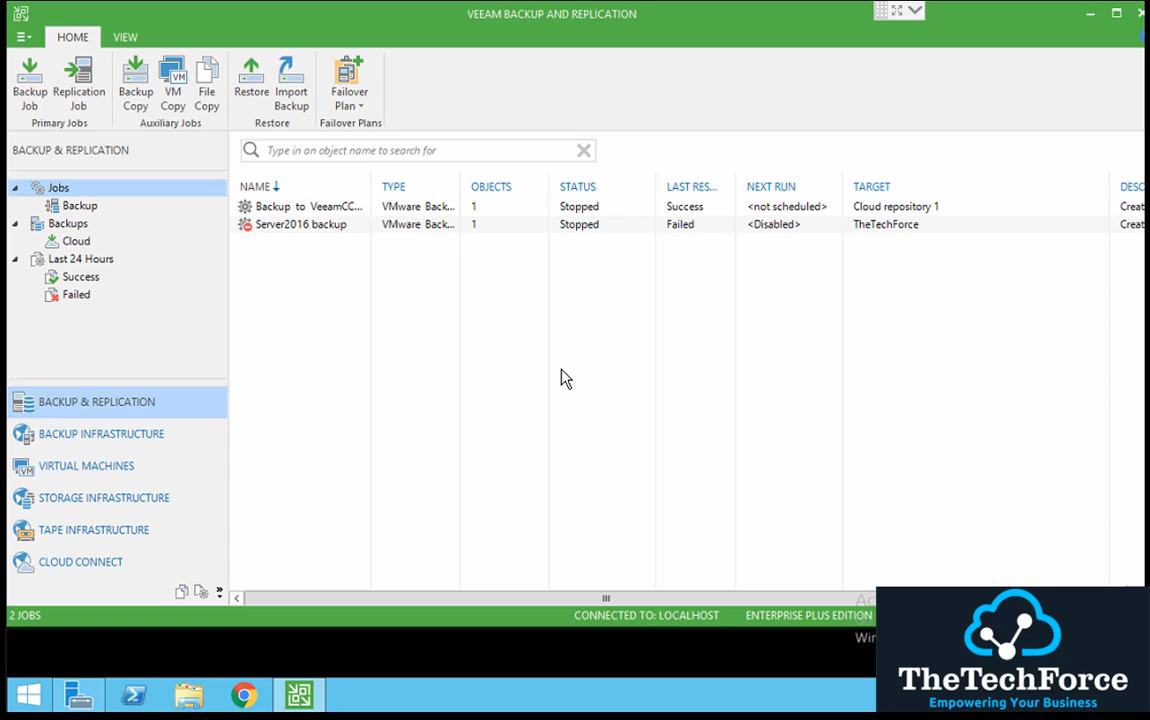 VEEAM BACKUP AND REPLICATION
HOME VIEW
Backup Job
Replication Job
Primary Jobs
Backup Copy
VM Copy
File Copy
Auxiliary Jobs
Restore
Import Backup
Restore
Failover Plan
Failover Plans
BACKUP & REPLICATION
Type in an object name to search for
Jobs
Backup
Backups
Cloud
Last 24 Hours
Success
Failed
NAME TYPE OBJECTS STATUS LAST RES... NEXT RUN TARGET DESC
Backup to VeeamCC... VMware Back... 1 Stopped Success <not scheduled> Cloud repository 1 Creat
Server2016 backup VMware Back... 1 Stopped Failed <Disabled> TheTechForce Creat
BACKUP & REPLICATION
BACKUP INFRASTRUCTURE
VIRTUAL MACHINES
STORAGE INFRASTRUCTURE
TAPE INFRASTRUCTURE
CLOUD CONNECT
2 JOBS CONNECTED TO: LOCALHOST ENTERPRISE PLUS EDITION
VM
VM
TheTechForce
Empowering Your Business